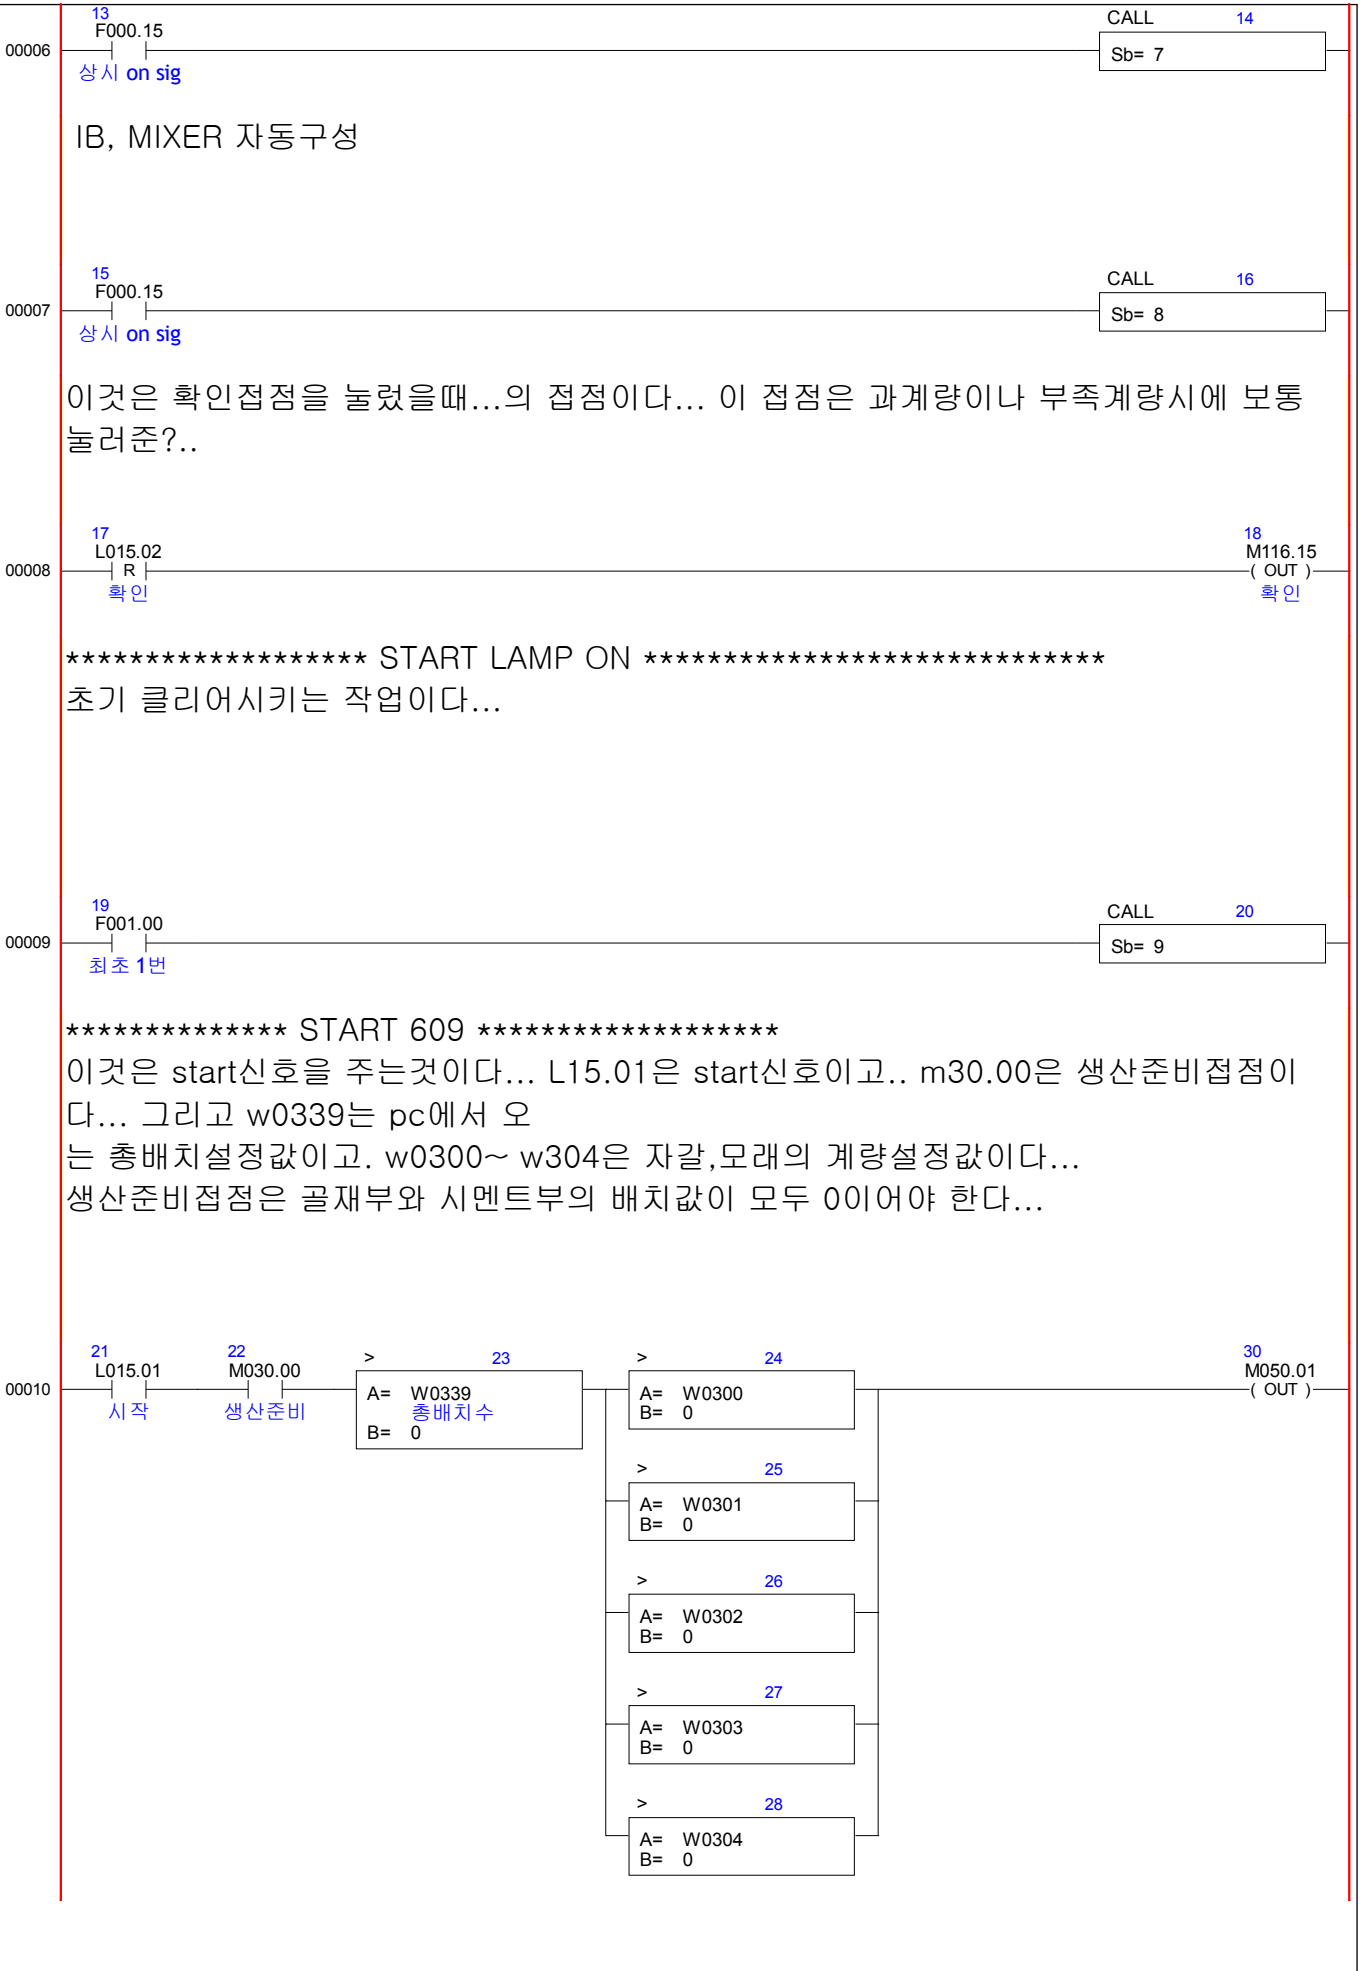 13
F000.15
CALL 14
00006
Sb= 7
상시 on sig
IB, MIXER 자동구성
15
F000.15
CALL 16
00007
Sb= 8
상시 on sig
이것은 확인접점을 눌렀을때...의 접점이다... 이 접점은 과계량이나 부족계량시에 보통
눌러준?..
17
L015.02
18
M116.15
00008
R
( OUT )
확인
확인
******************* START LAMP ON *****************************
초기 클리어시키는 작업이다...
19
F001.00
CALL 20
00009
Sb= 9
최초 1번
************** START 609 *******************
이것은 start신호을 주는것이다... L15.01은 start신호이고.. m30.00은 생산준비접점이
다... 그리고 w0339는 pc에서 오
는 총배치설정값이고. w0300~ w304은 자갈,모래의 계량설정값이다...
생산준비접점은 골재부와 시멘트부의 배치값이 모두 0이어야 한다...
21
L015.01
22
M030.00
> 23
> 24
30
M050.01
00010
A= W0339
A= W0300
( OUT )
시작
생산준비
총배치수
B= 0
B= 0
> 25
A= W0301
B= 0
> 26
A= W0302
B= 0
> 27
A= W0303
B= 0
> 28
A= W0304
B= 0